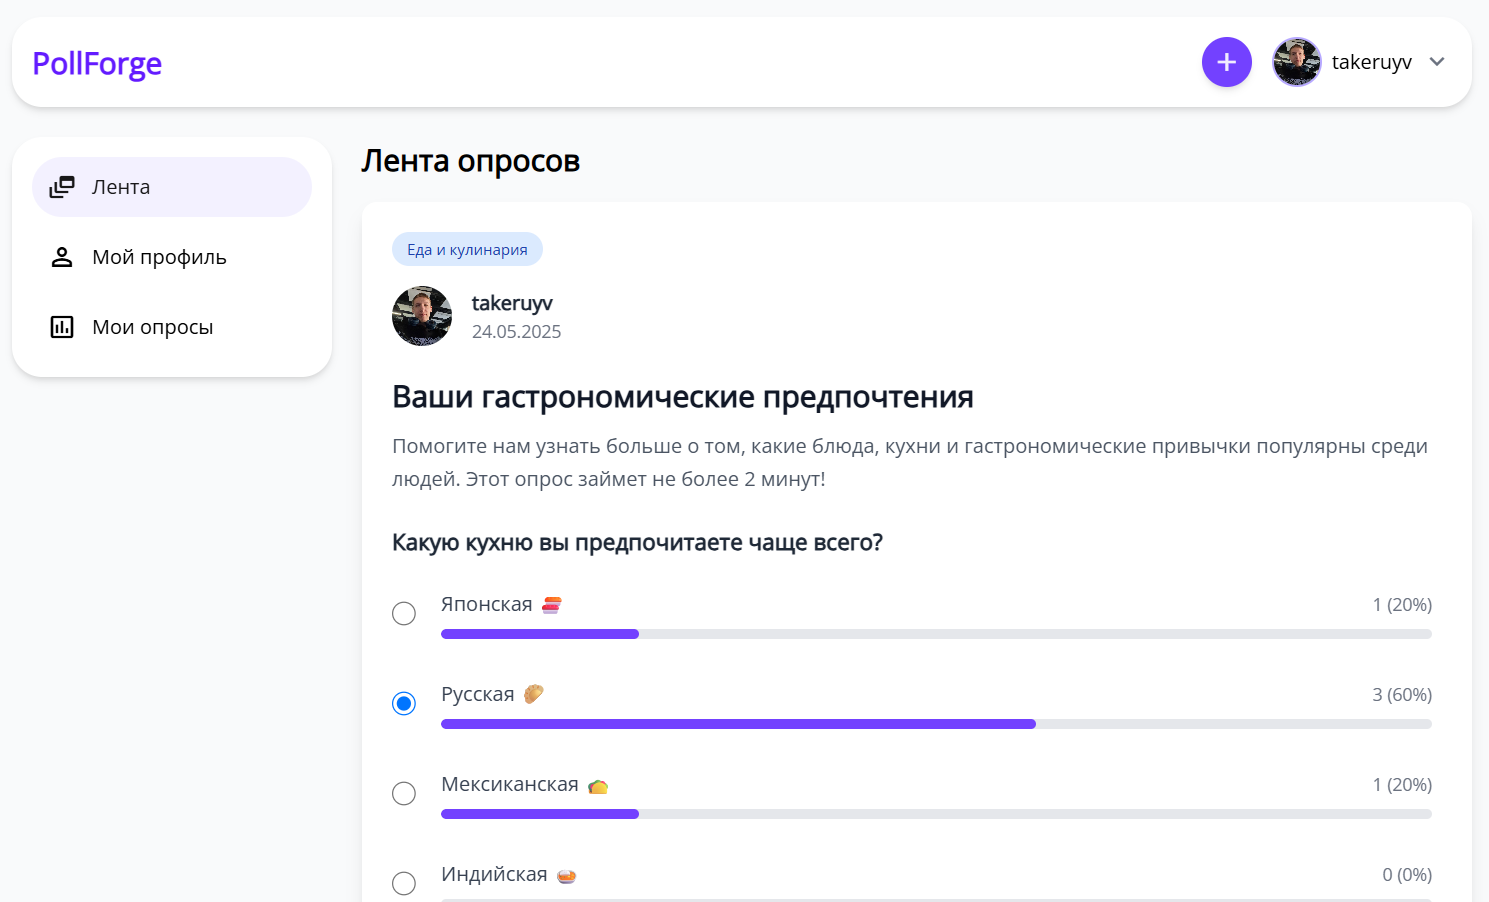 PollForge
takeruyv
Лента
Мой профиль
Мои опросы
Лента опросов
Еда и кулинария
takeruyv
24.05.2025
Ваши гастрономические предпочтения
Помогите нам узнать больше о том, какие блюда, кухни и гастрономические привычки популярны среди
людей. Этот опрос займет не более 2 минут!
Какую кухню вы предпочитаете чаще всего?
Японская 🍣 1 (20%)
Русская 🥟 3 (60%)
Мексиканская 🌮 1 (20%)
Индийская 🍛 0 (0%)